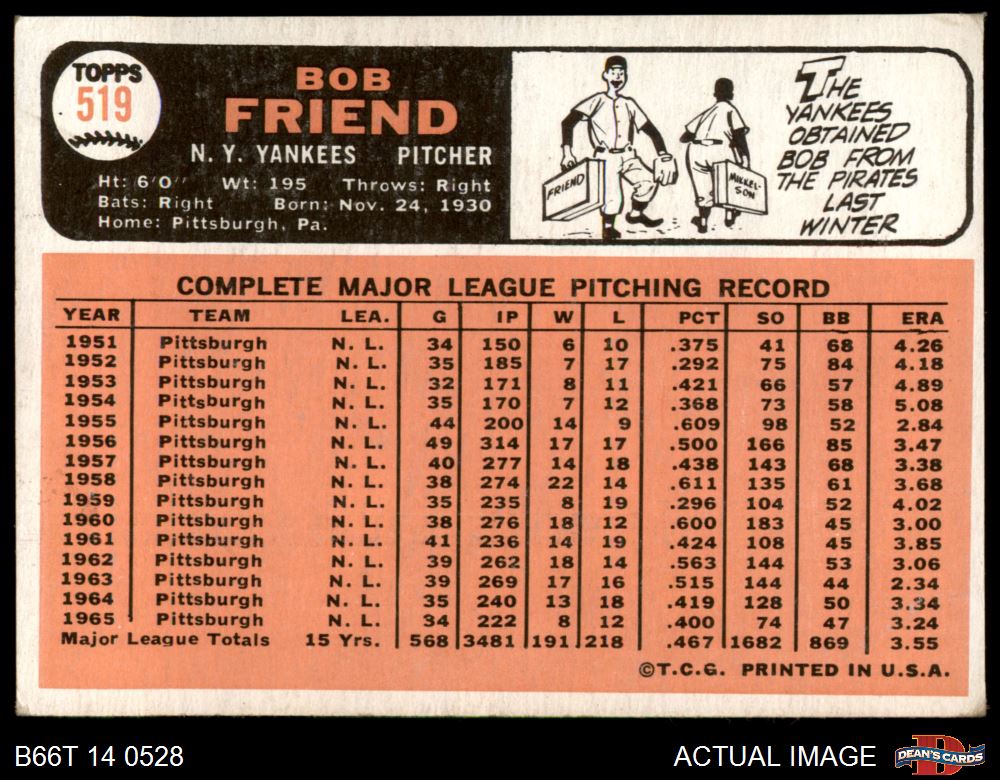 TOPPS
519
BOB
FRIEND
N. Y. YANKEES PITCHER
Ht: 6'0" Wt: 195 Throws: Right
Bats: Right Born: Nov. 24, 1930
Home: Pittsburgh, Pa.
FRIEND
MICKEL-
SON
THE
YANKEES
OBTAINED
BOB FROM
THE PIRATES
LAST
WINTER
COMPLETE MAJOR LEAGUE PITCHING RECORD
YEAR TEAM LEA. G IP W L PCT SO BB ERA
1951 Pittsburgh N. L. 34 150 6 10 .375 41 68 4.26
1952 Pittsburgh N. L. 35 185 7 17 .292 75 84 4.18
1953 Pittsburgh N. L. 32 171 8 11 .421 66 57 4.89
1954 Pittsburgh N. L. 35 170 7 12 .368 73 58 5.08
1955 Pittsburgh N. L. 44 200 14 9 .609 98 52 2.84
1956 Pittsburgh N. L. 49 314 17 17 .500 166 85 3.47
1957 Pittsburgh N. L. 40 277 14 18 .438 143 68 3.38
1958 Pittsburgh N. L. 38 274 22 14 .611 135 61 3.68
1959 Pittsburgh N. L. 35 235 8 19 .296 104 52 4.02
1960 Pittsburgh N. L. 38 276 18 12 .600 183 45 3.00
1961 Pittsburgh N. L. 41 236 14 19 .424 108 45 3.85
1962 Pittsburgh N. L. 39 262 18 14 .563 144 53 3.06
1963 Pittsburgh N. L. 39 269 17 16 .515 144 44 2.34
1964 Pittsburgh N. L. 35 240 13 18 .419 128 50 3.34
1965 Pittsburgh N. L. 34 222 8 12 .400 74 47 3.24
Major League Totals 15 Yrs. 568 3481 191 218 .467 1682 869 3.55
©T.C.G. PRINTED IN U.S.A.
B66T 14 0528
ACTUAL IMAGE
DEAN'S CARDS